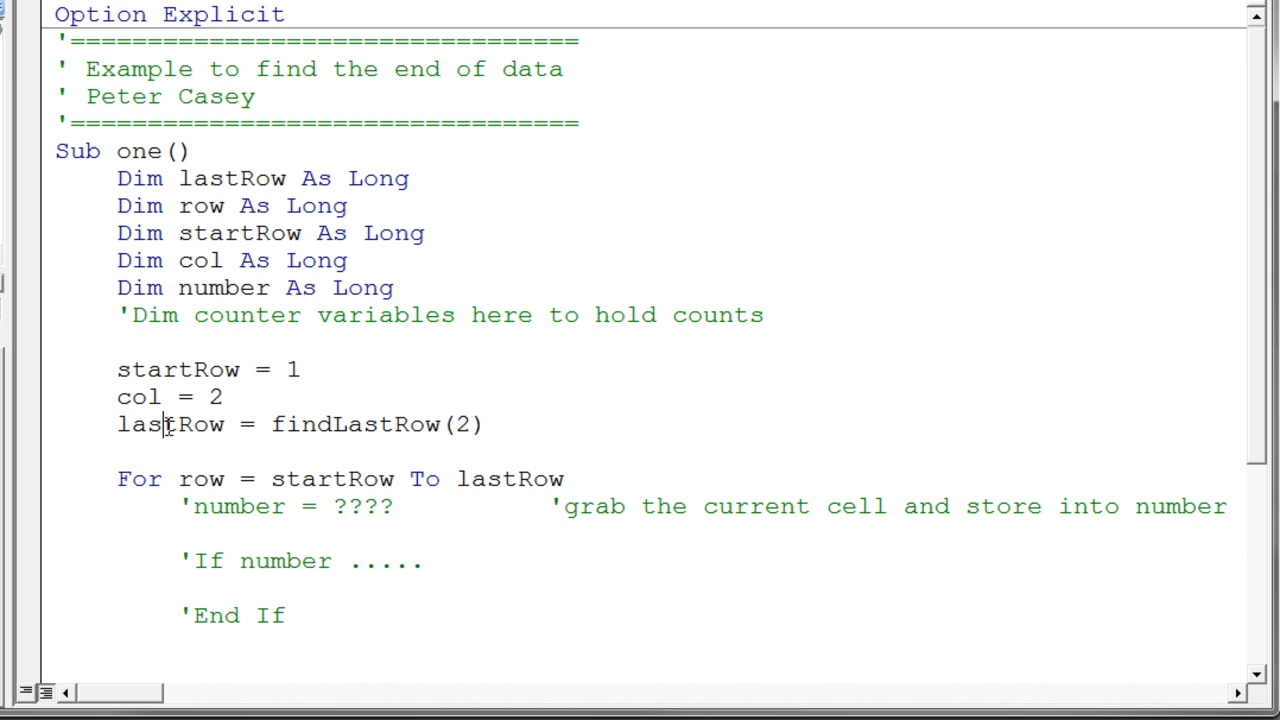 Option Explicit
'=================================
' Example to find the end of data
' Peter Casey
'=================================
Sub one()
    Dim lastRow As Long
    Dim row As Long
    Dim startRow As Long
    Dim col As Long
    Dim number As Long
    'Dim counter variables here to hold counts
    startRow = 1
    col = 2
    lastRow = findLastRow(2)
    For row = startRow To lastRow
        'number = ????          'grab the current cell and store into number
        'If number .....
        'End If